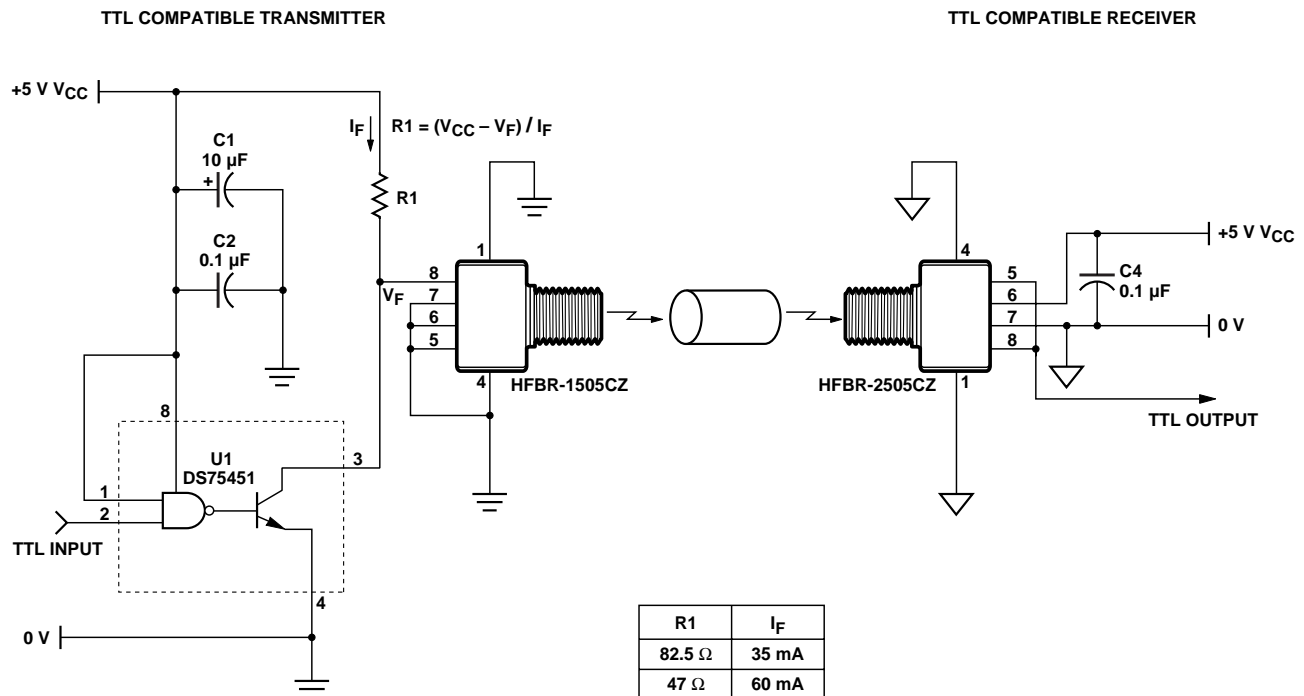 TTL COMPATIBLE TRANSMITTER
TTL COMPATIBLE RECEIVER
+5 V VCC
IF
R1 = (VCC – VF) / IF
C1
10 µF
+
R1
C2
0.1 µF
1
8
VF
7
6
5
4
HFBR-1505CZ
4
5
6
7
8
1
HFBR-2505CZ
+5 V VCC
C4
0.1 µF
0 V
TTL OUTPUT
8
U1
DS75451
3
1
2
TTL INPUT
4
0 V
R1 IF
82.5 Ω 35 mA
47 Ω 60 mA